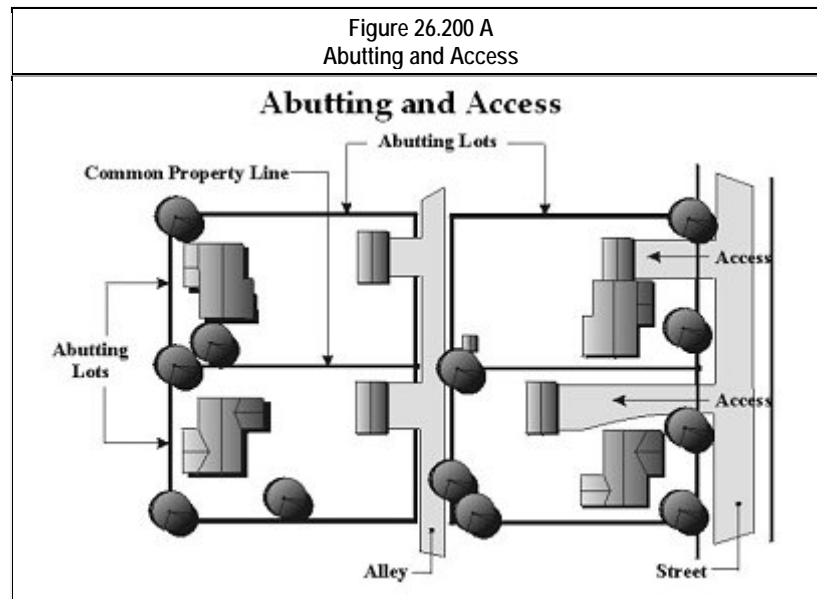 Figure 26.200 A
Abutting and Access
Abutting and Access
Abutting Lots
Common Property Line
Access
Abutting
Lots
Access
Alley
Street